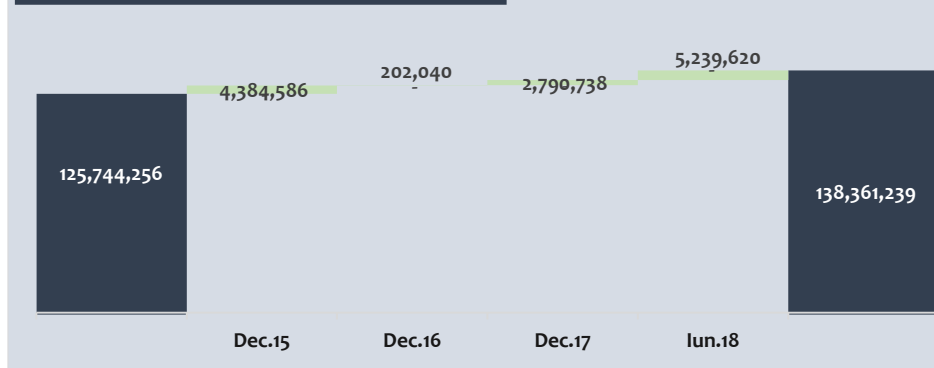 5,239,620
-
202,040
-
4,384,586
2,790,738
125,744,256
138,361,239
Dec.15
Dec.16
Dec.17
Iun.18